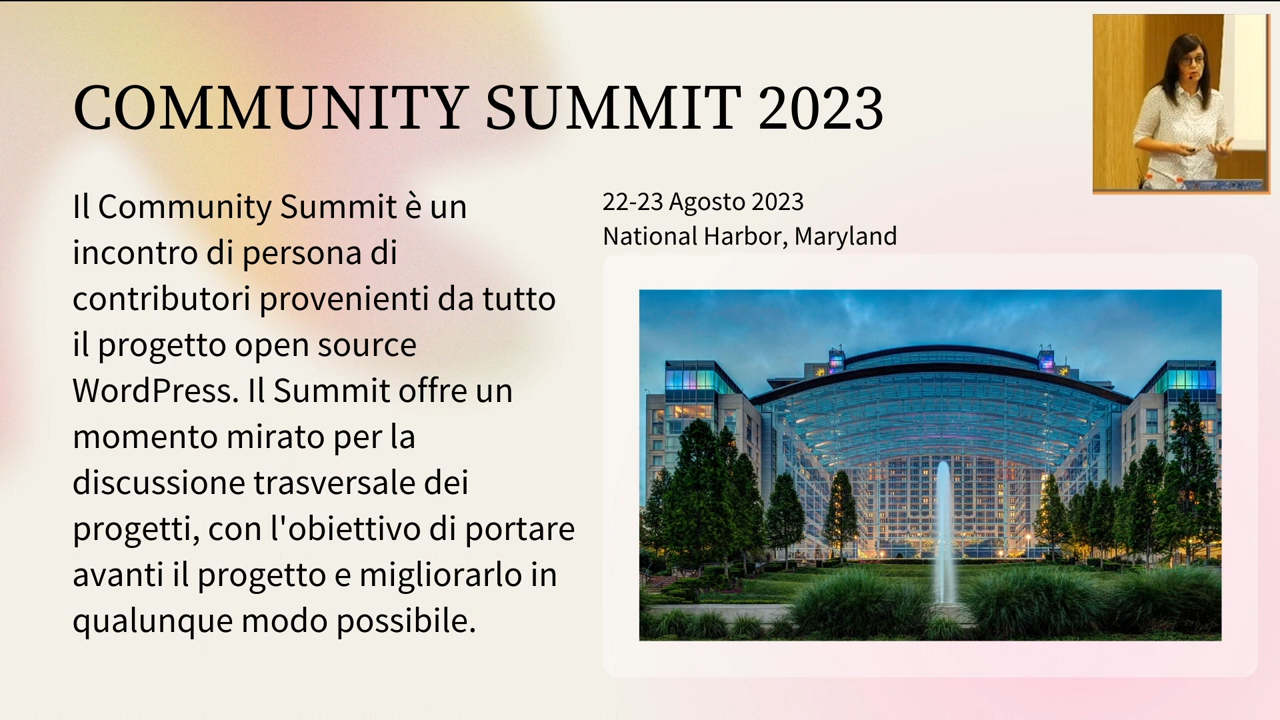 COMMUNITY SUMMIT 2023
Il Community Summit è un
incontro di persona di
contributori provenienti da tutto
il progetto open source
WordPress. Il Summit offre un
momento mirato per la
discussione trasversale dei
progetti, con l'obiettivo di portare
avanti il progetto e migliorarlo in
qualunque modo possibile.
22-23 Agosto 2023
National Harbor, Maryland